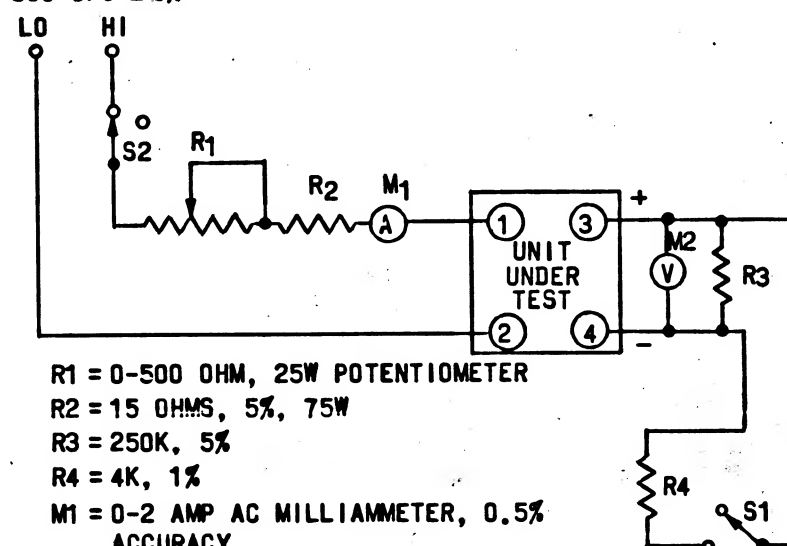 LO HI
S2
R1
R2 M1
A
1 3
UNIT
UNDER
TEST
2 4
+
M2
V
R3
-
R1 = 0-500 OHM, 25W POTENTIOMETER
R2 = 15 OHMS, 5%, 75W
R3 = 250K, 5%
R4 = 4K, 1%
M1 = 0-2 AMP AC MILLIAMMETER, 0.5%
ACCURACY
R4
S1